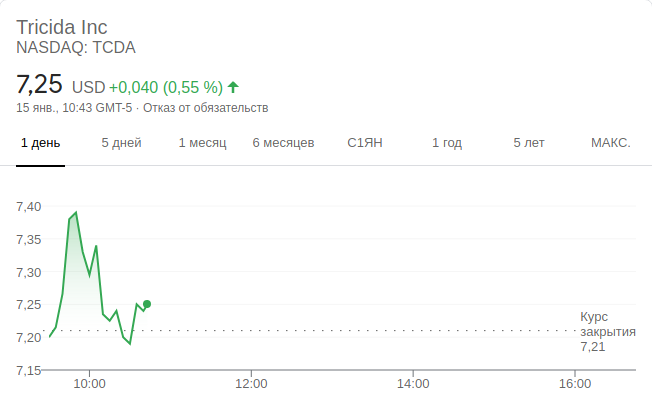 Tricida Inc
NASDAQ: TCDA
7,25 USD +0,040 (0,55 %)
15 янв., 10:43 GMT-5 · Отказ от обязательств
1 день 5 дней 1 месяц 6 месяцев С1ЯН 1 год 5 лет МАКС.
7,40
7,35
7,30
7,25
7,20
7,15
Курс
закрытия
7,21
10:00 12:00 14:00 16:00